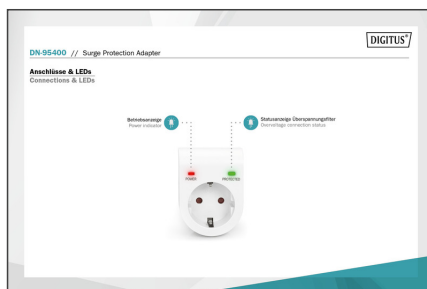 DIGITUS®
DN-95400 // Surge Protection Adapter
Anschlüsse & LEDs
Connections & LEDs
Betriebsanzeige
Power indicator
Statusanzeige Überspannungsfilter
Overvoltage connection status
POWER
PROTECTED